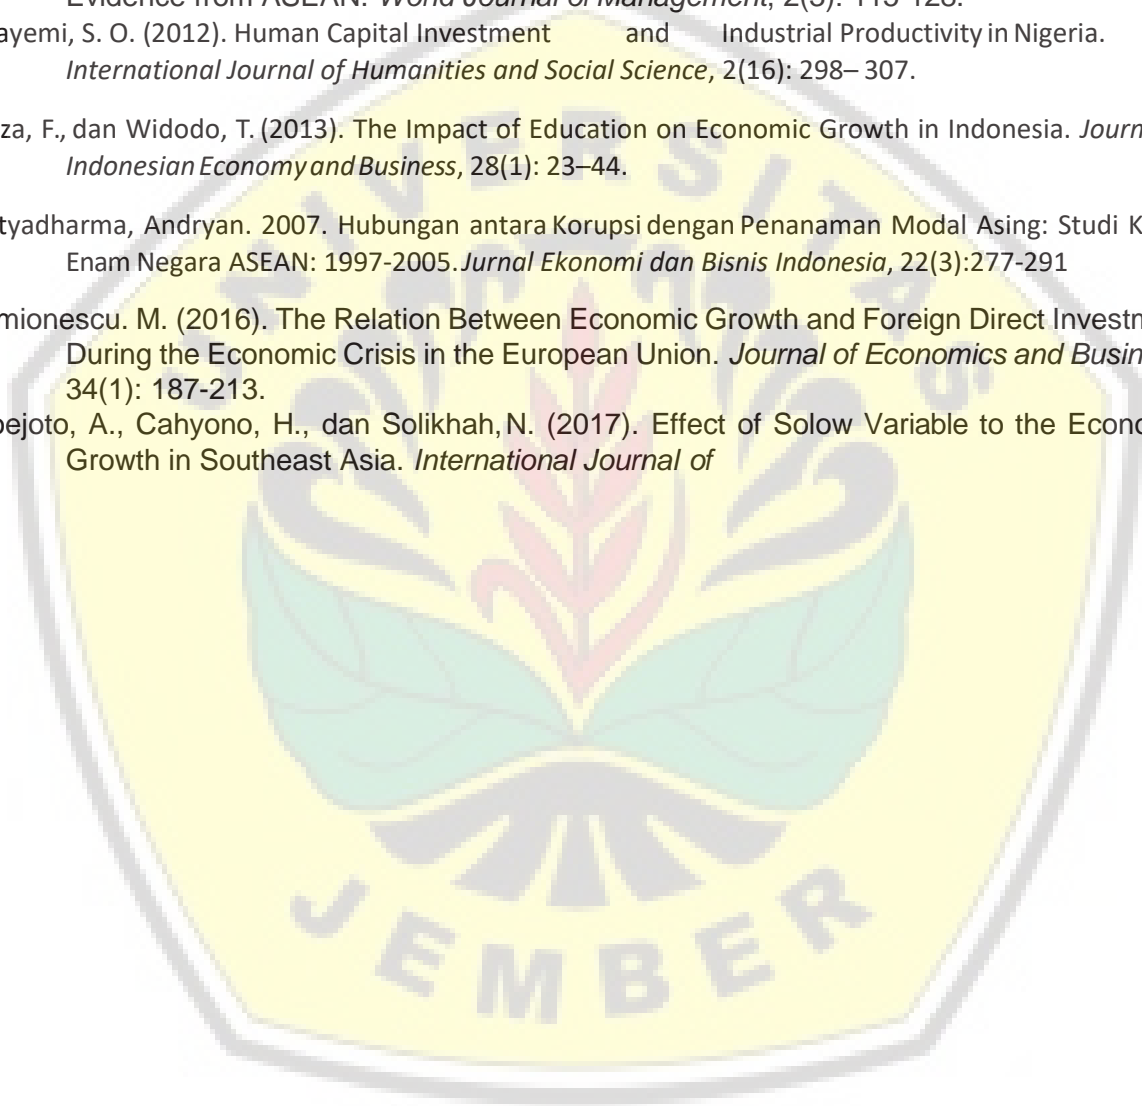 Evidence from ASEAN. World Journal of Management, 2(3): 113-128.
ayemi, S. O. (2012). Human Capital Investment and Industrial Productivity in Nigeria.
International Journal of Humanities and Social Science, 2(16): 298– 307.
za, F., dan Widodo, T. (2013). The Impact of Education on Economic Growth in Indonesia. Journ
Indonesian Economy and Business, 28(1): 23–44.
tyadharma, Andryan. 2007. Hubungan antara Korupsi dengan Penanaman Modal Asing: Studi K
Enam Negara ASEAN: 1997-2005. Jurnal Ekonomi dan Bisnis Indonesia, 22(3):277-291
mionescu. M. (2016). The Relation Between Economic Growth and Foreign Direct Investn
During the Economic Crisis in the European Union. Journal of Economics and Busin
34(1): 187-213.
ejoto, A., Cahyono, H., dan Solikhah, N. (2017). Effect of Solow Variable to the Econo
Growth in Southeast Asia. International Journal of
UNIVERSITAS
JEMBER